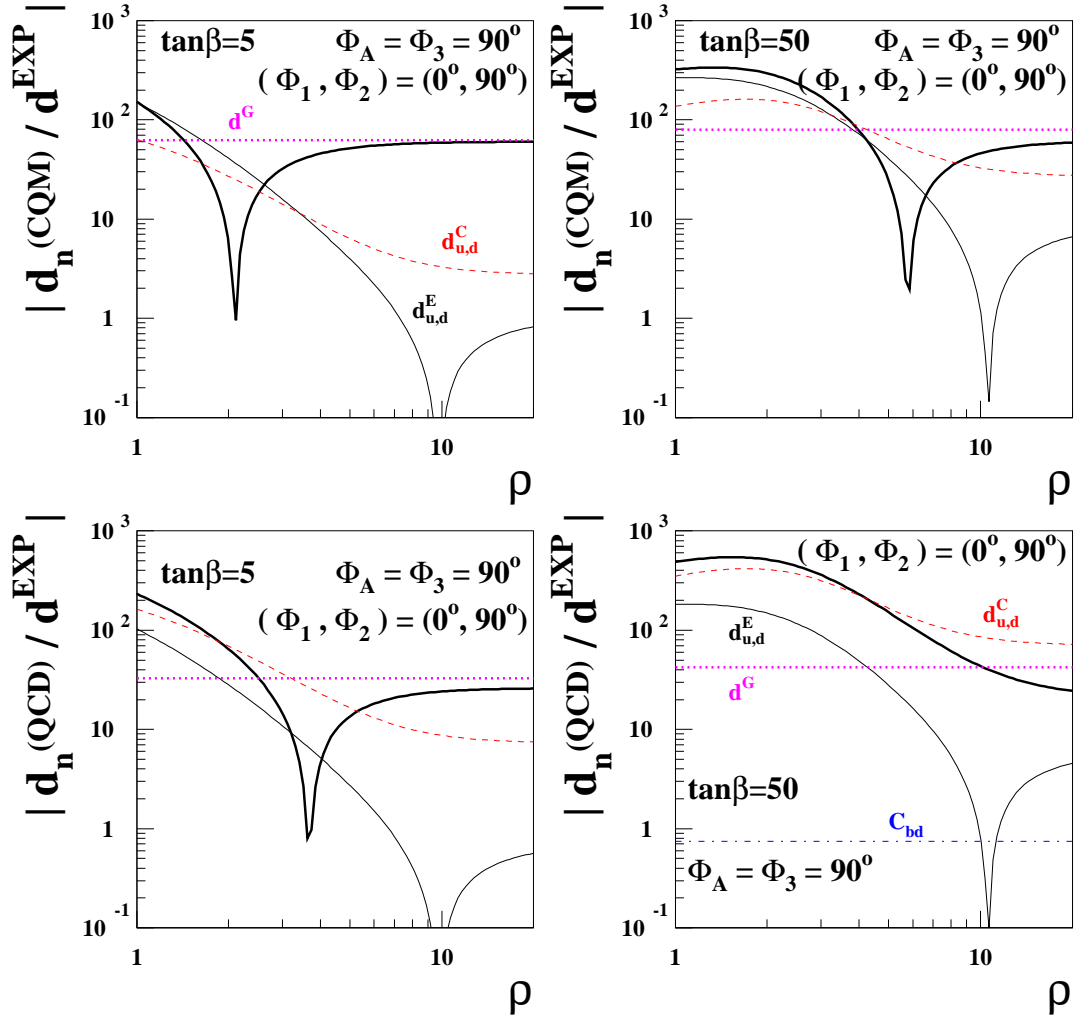 | d_n(CQM) / d^EXP |
10^3
10^2
10
1
10^-1
tanβ=5
Φ_A = Φ_3 = 90^o
( Φ_1 , Φ_2 ) = (0^o, 90^o)
d^G
d^C_u,d
d^E_u,d
1
10
ρ
| d_n(CQM) / d^EXP |
10^3
10^2
10
1
10^-1
tanβ=50
Φ_A = Φ_3 = 90^o
( Φ_1 , Φ_2 ) = (0^o, 90^o)
1
10
ρ
| d_n(QCD) / d^EXP |
10^3
10^2
10
1
10^-1
tanβ=5
Φ_A = Φ_3 = 90^o
( Φ_1 , Φ_2 ) = (0^o, 90^o)
1
10
ρ
| d_n(QCD) / d^EXP |
10^3
10^2
10
1
10^-1
( Φ_1 , Φ_2 ) = (0^o, 90^o)
d^C_u,d
d^E_u,d
d^G
tanβ=50
C_bd
Φ_A = Φ_3 = 90^o
1
10
ρ